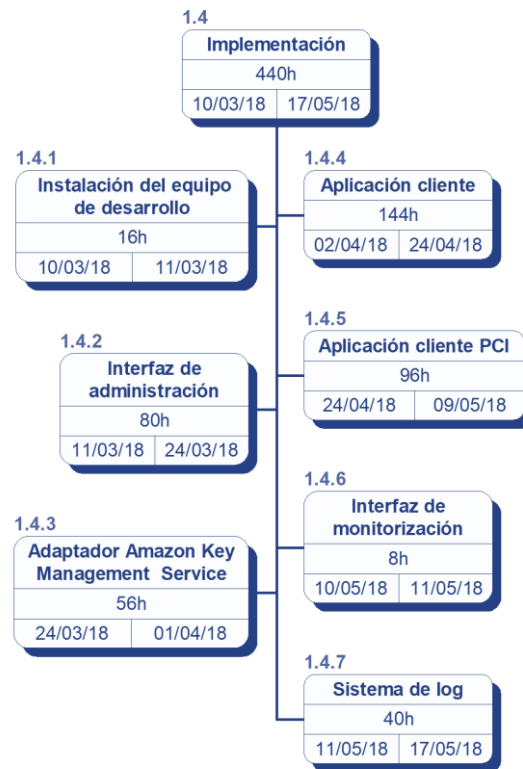 1.4
Implementación
440h
10/03/18 17/05/18
1.4.1
Instalación del equipo
de desarrollo
16h
10/03/18 11/03/18
1.4.2
Interfaz de
administración
80h
11/03/18 24/03/18
1.4.3
Adaptador Amazon Key
Management Service
56h
24/03/18 01/04/18
1.4.4
Aplicación cliente
144h
02/04/18 24/04/18
1.4.5
Aplicación cliente PCI
96h
24/04/18 09/05/18
1.4.6
Interfaz de
monitorización
8h
10/05/18 11/05/18
1.4.7
Sistema de log
40h
11/05/18 17/05/18